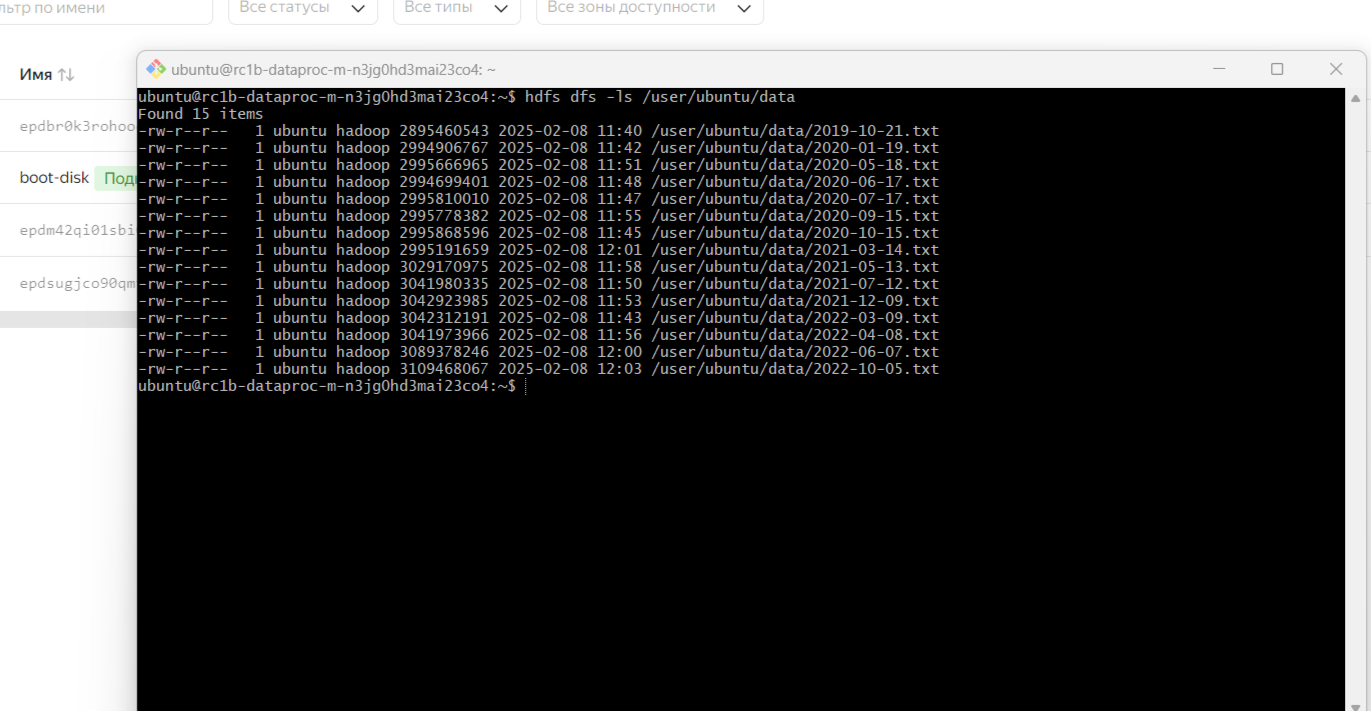 по имени
Все статусы
Все типы
Все зоны доступности
Имя
ubuntu@rc1b-dataproc-m-n3jg0hd3mai23co4: ~
ubuntu@rc1b-dataproc-m-n3jg0hd3mai23co4:~$ hdfs dfs -ls /user/ubuntu/data
Found 15 items
-rw-r--r--   1 ubuntu hadoop 2895460543 2025-02-08 11:40 /user/ubuntu/data/2019-10-21.txt
-rw-r--r--   1 ubuntu hadoop 2994906767 2025-02-08 11:42 /user/ubuntu/data/2020-01-19.txt
-rw-r--r--   1 ubuntu hadoop 2995666965 2025-02-08 11:51 /user/ubuntu/data/2020-05-18.txt
-rw-r--r--   1 ubuntu hadoop 2994699401 2025-02-08 11:48 /user/ubuntu/data/2020-06-17.txt
-rw-r--r--   1 ubuntu hadoop 2995810010 2025-02-08 11:47 /user/ubuntu/data/2020-07-17.txt
-rw-r--r--   1 ubuntu hadoop 2995778382 2025-02-08 11:55 /user/ubuntu/data/2020-09-15.txt
-rw-r--r--   1 ubuntu hadoop 2995868596 2025-02-08 11:45 /user/ubuntu/data/2020-10-15.txt
-rw-r--r--   1 ubuntu hadoop 2995191659 2025-02-08 12:01 /user/ubuntu/data/2021-03-14.txt
-rw-r--r--   1 ubuntu hadoop 3029170975 2025-02-08 11:58 /user/ubuntu/data/2021-05-13.txt
-rw-r--r--   1 ubuntu hadoop 3041980335 2025-02-08 11:50 /user/ubuntu/data/2021-07-12.txt
-rw-r--r--   1 ubuntu hadoop 3042923985 2025-02-08 11:53 /user/ubuntu/data/2021-12-09.txt
-rw-r--r--   1 ubuntu hadoop 3042312191 2025-02-08 11:43 /user/ubuntu/data/2022-03-09.txt
-rw-r--r--   1 ubuntu hadoop 3041973966 2025-02-08 11:56 /user/ubuntu/data/2022-04-08.txt
-rw-r--r--   1 ubuntu hadoop 3089378246 2025-02-08 12:00 /user/ubuntu/data/2022-06-07.txt
-rw-r--r--   1 ubuntu hadoop 3109468067 2025-02-08 12:03 /user/ubuntu/data/2022-10-05.txt
ubuntu@rc1b-dataproc-m-n3jg0hd3mai23co4:~$
epdbr0k3rohoo
boot-disk
epdm42qi01sbi
epdsugjco90qm